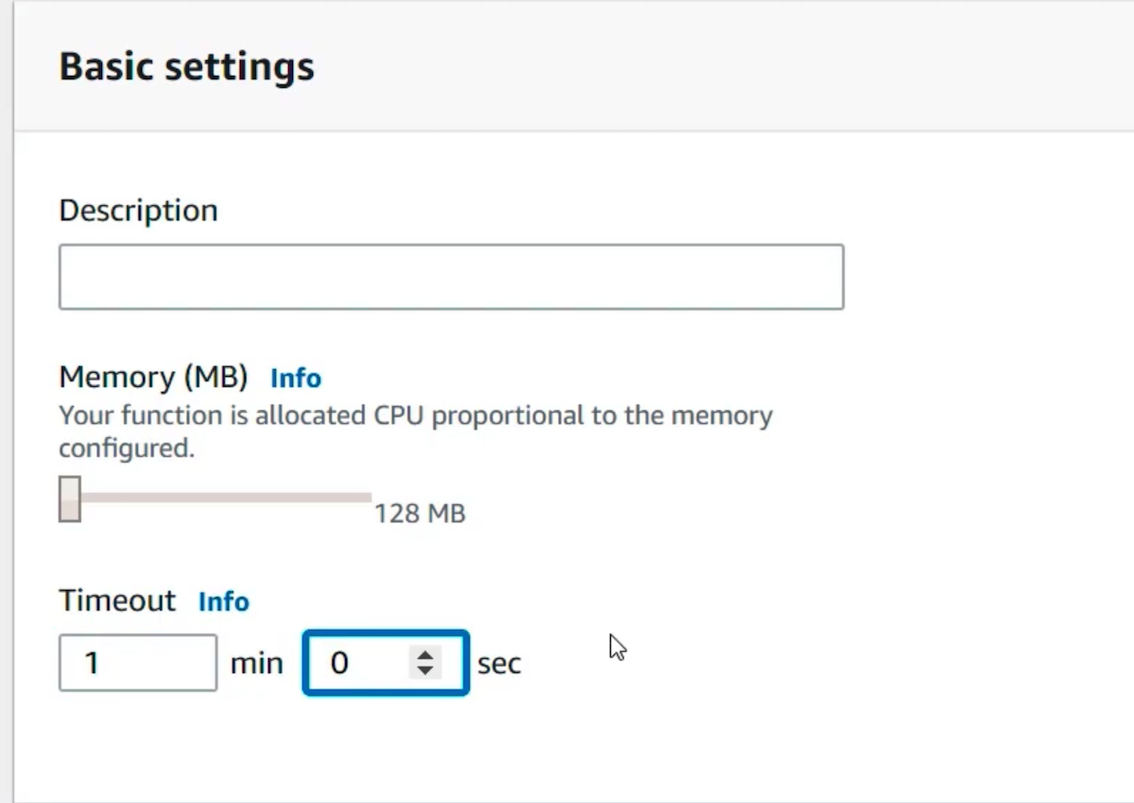 Basic settings
Description
Memory (MB) Info
Your function is allocated CPU proportional to the memory
configured.
128 MB
Timeout Info
1 min 0 sec